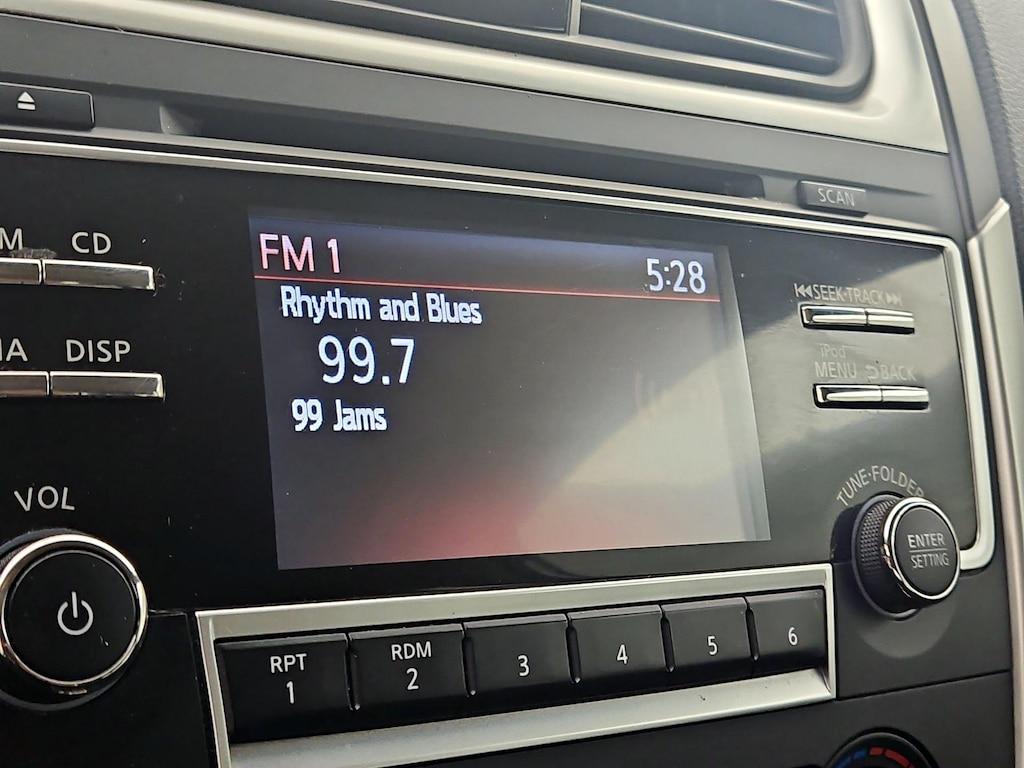 SCAN
M CD
FM 1 5:28
SEEK·TRACK
Rhythm and Blues
99.7
IA DISP
iPod
MENU BACK
99 Jams
VOL
TUNE·FOLDER
ENTER
SETTING
RPT RDM
1 2 3 4 5 6